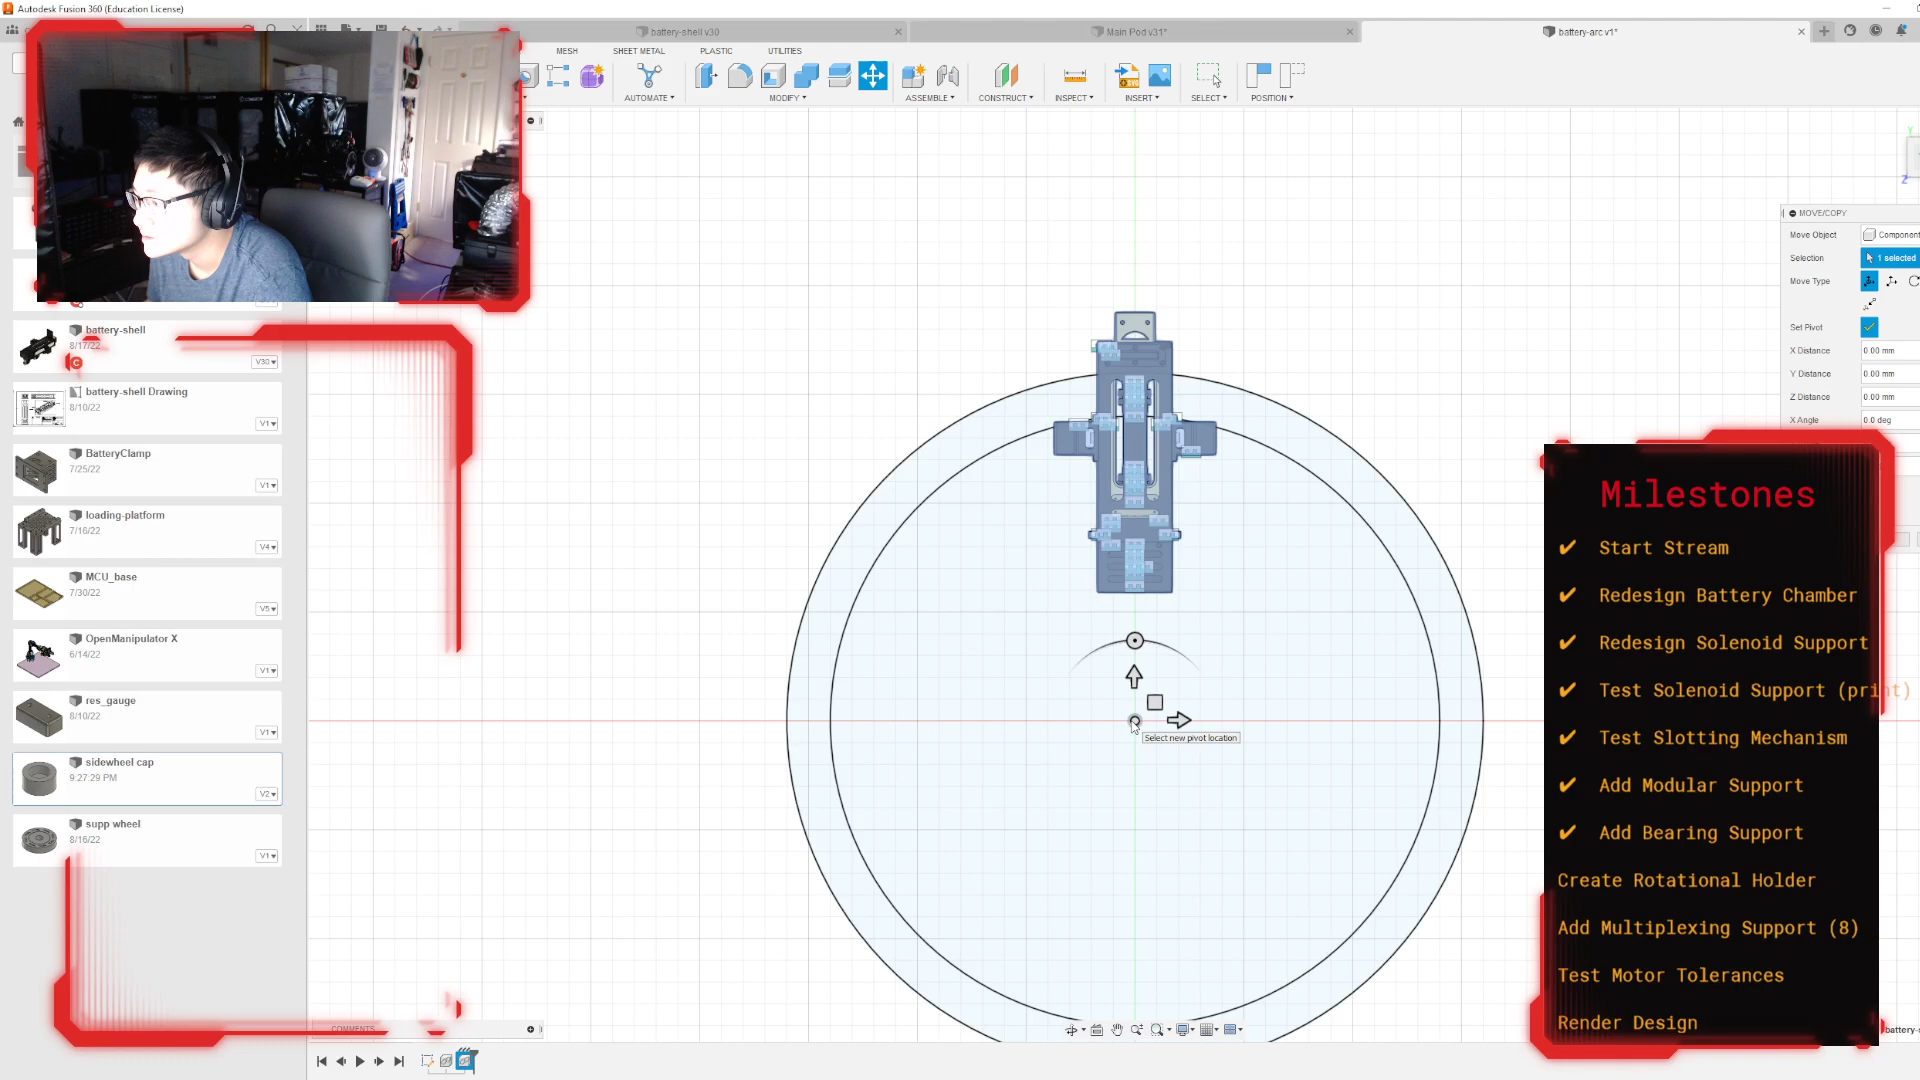 Autodesk Fusion 360 (Education License)
battery-shell v30
Main Pod v31*
battery-arc v1*
MESH
SHEET METAL
PLASTIC
UTILITIES
AUTOMATE
MODIFY
ASSEMBLE
CONSTRUCT
INSPECT
INSERT
SELECT
POSITION
battery-shell
8/17/22
V30
battery-shell Drawing
8/10/22
V1
BatteryClamp
7/25/22
V1
loading-platform
7/16/22
V4
MCU_base
7/30/22
V5
OpenManipulator X
6/14/22
V1
res_gauge
8/10/22
V1
sidewheel cap
9:27:29 PM
V2
supp wheel
8/16/22
V1
COMMENTS
Select new pivot location
Z
MOVE/COPY
Move Object
Component
Selection
1 selected
Move Type
Set Pivot
X Distance
0.00 mm
Y Distance
0.00 mm
Z Distance
0.00 mm
X Angle
0.0 deg
Milestones
✔ Start Stream
✔ Redesign Battery Chamber
✔ Redesign Solenoid Support
✔ Test Solenoid Support (print)
✔ Test Slotting Mechanism
✔ Add Modular Support
✔ Add Bearing Support
Create Rotational Holder
Add Multiplexing Support (8)
Test Motor Tolerances
Render Design
battery-s